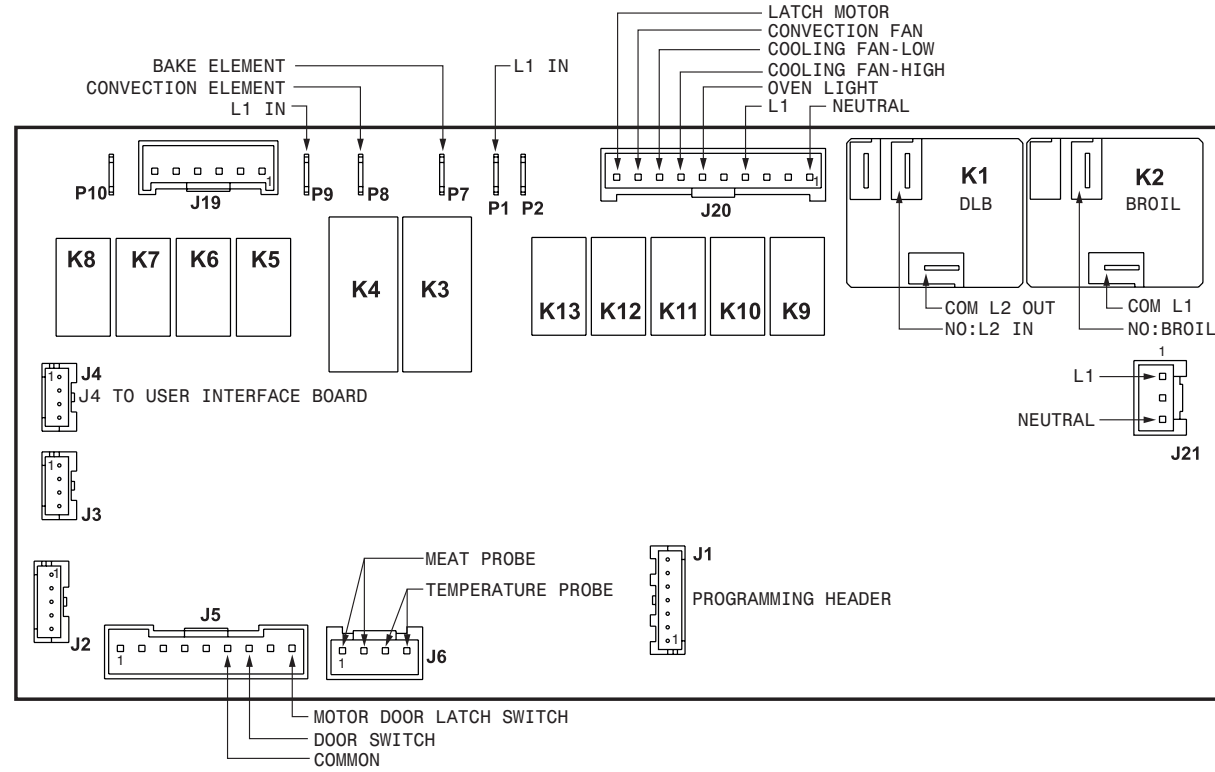 LATCH MOTOR
CONVECTION FAN
COOLING FAN-LOW
COOLING FAN-HIGH
OVEN LIGHT
L1
NEUTRAL
BAKE ELEMENT
CONVECTION ELEMENT
L1 IN
L1 IN
P10
1
J19
P9
P8
P7
P1
P2
1
J20
K1
DLB
K2
BROIL
K8
K7
K6
K5
K4
K3
K13
K12
K11
K10
K9
COM L2 OUT
NO:L2 IN
COM L1
NO:BROIL
1
J4
J4 TO USER INTERFACE BOARD
1
L1
NEUTRAL
J21
1
J3
1
J2
J5
1
MEAT PROBE
TEMPERATURE PROBE
1
J6
J1
PROGRAMMING HEADER
1
MOTOR DOOR LATCH SWITCH
DOOR SWITCH
COMMON